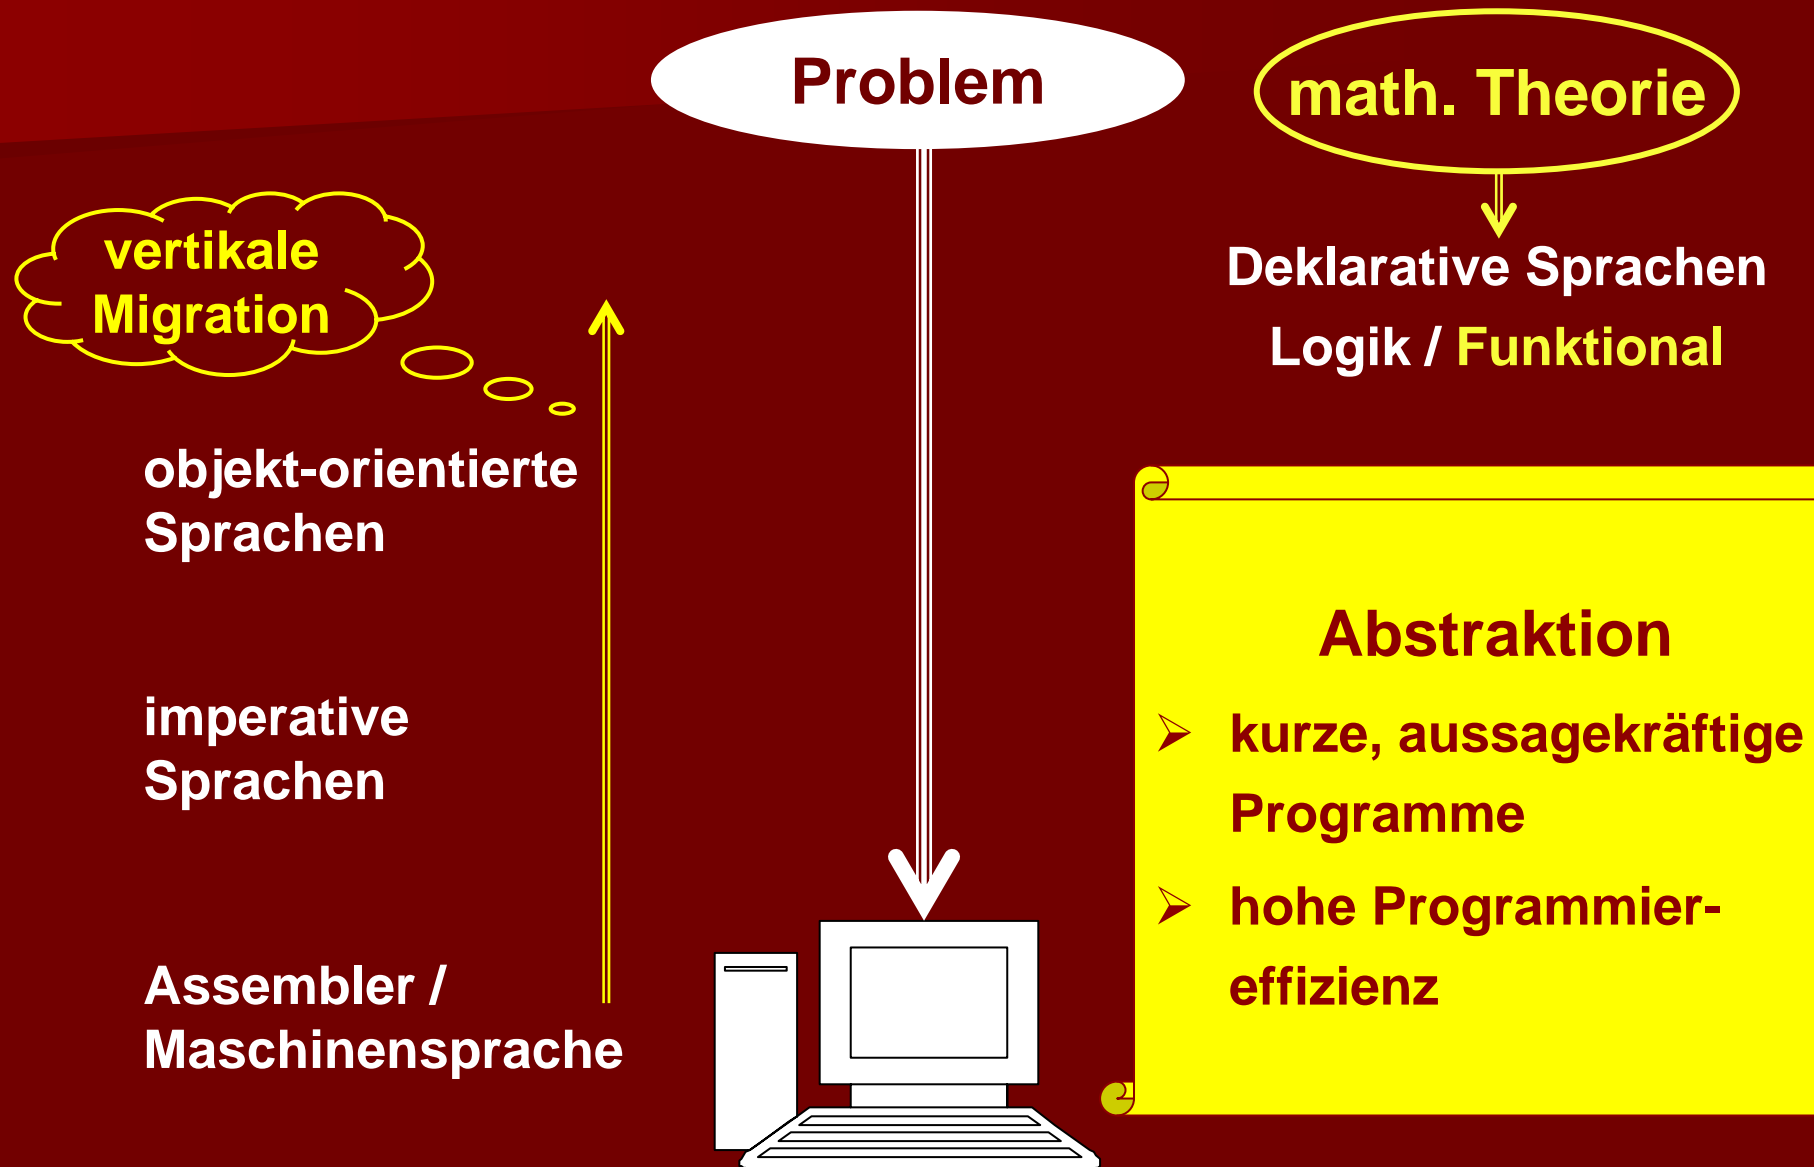 Problem
math. Theorie
vertikale
Migration
Deklarative Sprachen
Logik / Funktional
objekt-orientierte
Sprachen
imperative
Sprachen
Assembler /
Maschinensprache
Abstraktion
➢ kurze, aussagekräftige
Programme
➢ hohe Programmier-
effizienz